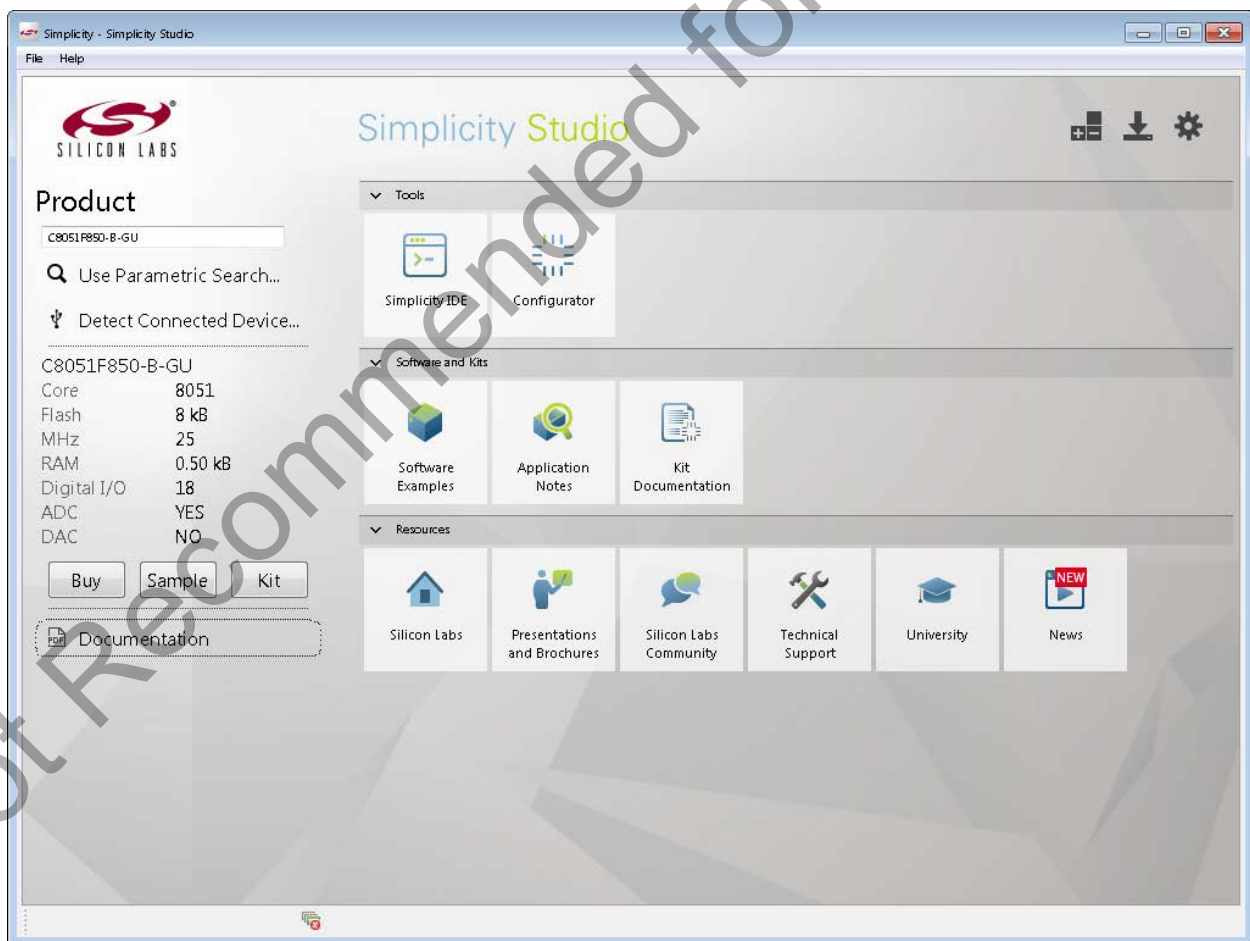 Simplicity - Simplicity Studio
File Help
SILICON LABS
Simplicity Studio
Product
C8051F850-B-GU
Use Parametric Search...
Detect Connected Device...
C8051F850-B-GU
Core 8051
Flash 8 kB
MHz 25
RAM 0.50 kB
Digital I/O 18
ADC YES
DAC NO
Buy Sample Kit
PDF Documentation
Tools
Simplicity IDE
Configurator
Software and Kits
Software
Examples
Application
Notes
Kit
Documentation
Resources
Silicon Labs
Presentations
and Brochures
Silicon Labs
Community
Technical
Support
University
NEW
News
ot Recommended for